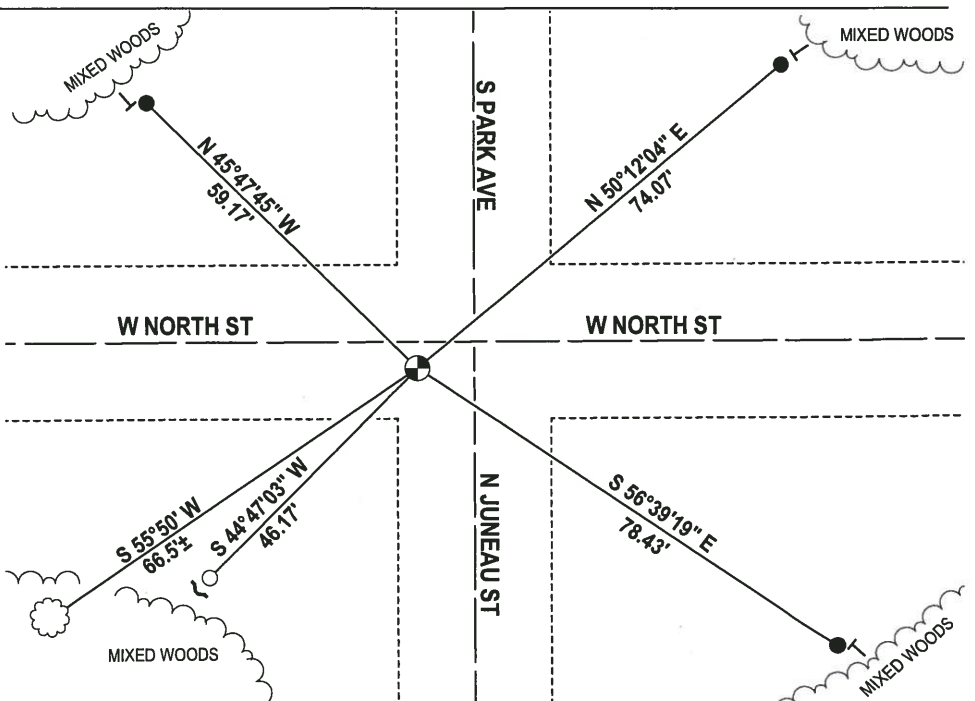 MIXED WOODS
MIXED WOODS
S PARK AVE
N 45°47'45" W
59.17'
N 50°12'04" E
74.07'
W NORTH ST
W NORTH ST
S 55°50' W
66.5'±
S 44°47'03" W
46.17'
N JUNEAU ST
S 56°39'19" E
78.43'
MIXED WOODS
MIXED WOODS